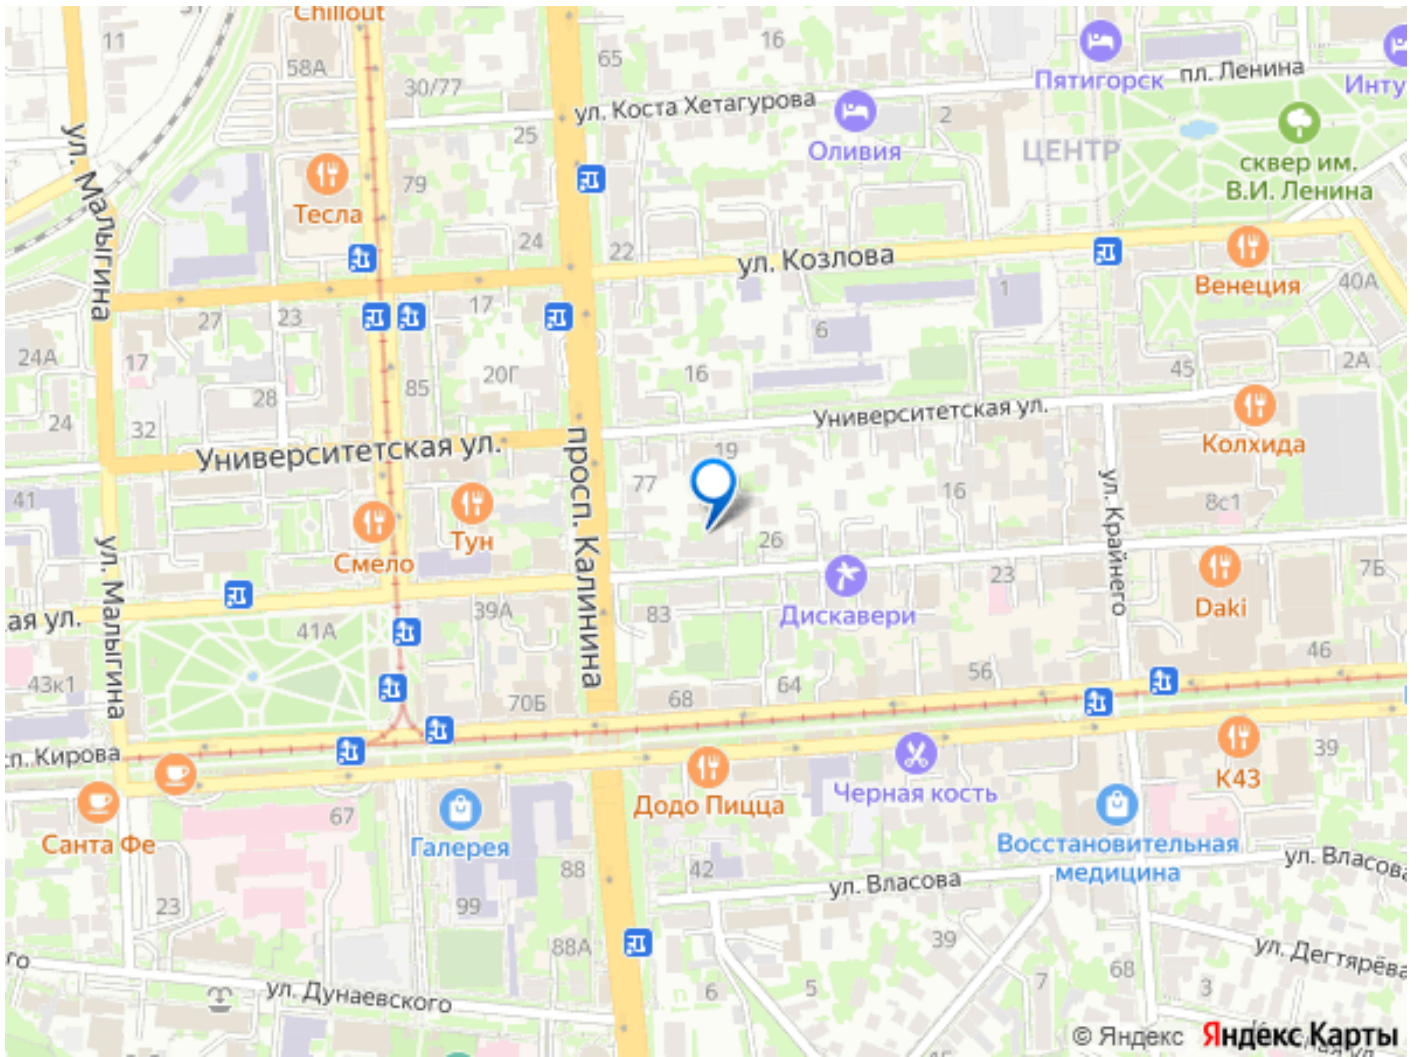 Chillout
11
58А
30/77
65
16
ул. Коста Хетагурова
Пятигорск
пл. Ленина
Инту
25
2
Оливия
ЦЕНТР
сквер им.
В.И. Ленина
ул. Малыгина
79
Тесла
24
22
ул. Козлова
Венеция
40А
1
17
27
23
6
24А
17
20Г
16
45
2А
85
28
24
32
Университетская ул.
Университетская ул.
19
Колхида
просп. Калинина
77
16
ул. Крайнего
8с1
41
Тун
Смело
26
ул. Малыгина
23
7Б
Дискавери
Daki
ая ул.
39А
83
41А
43к1
56
46
64
68
70Б
сп. Кирова
39
К43
Черная кость
Додо Пицца
Санта Фе
67
Галерея
Восстановительная
медицина
ул. Власова
ул. Власова
42
88
23
99
88А
39
ул. Дегтярёва
го
68
7
3
5
6
ул. Дунаевского
© Яндекс Яндекс Карты